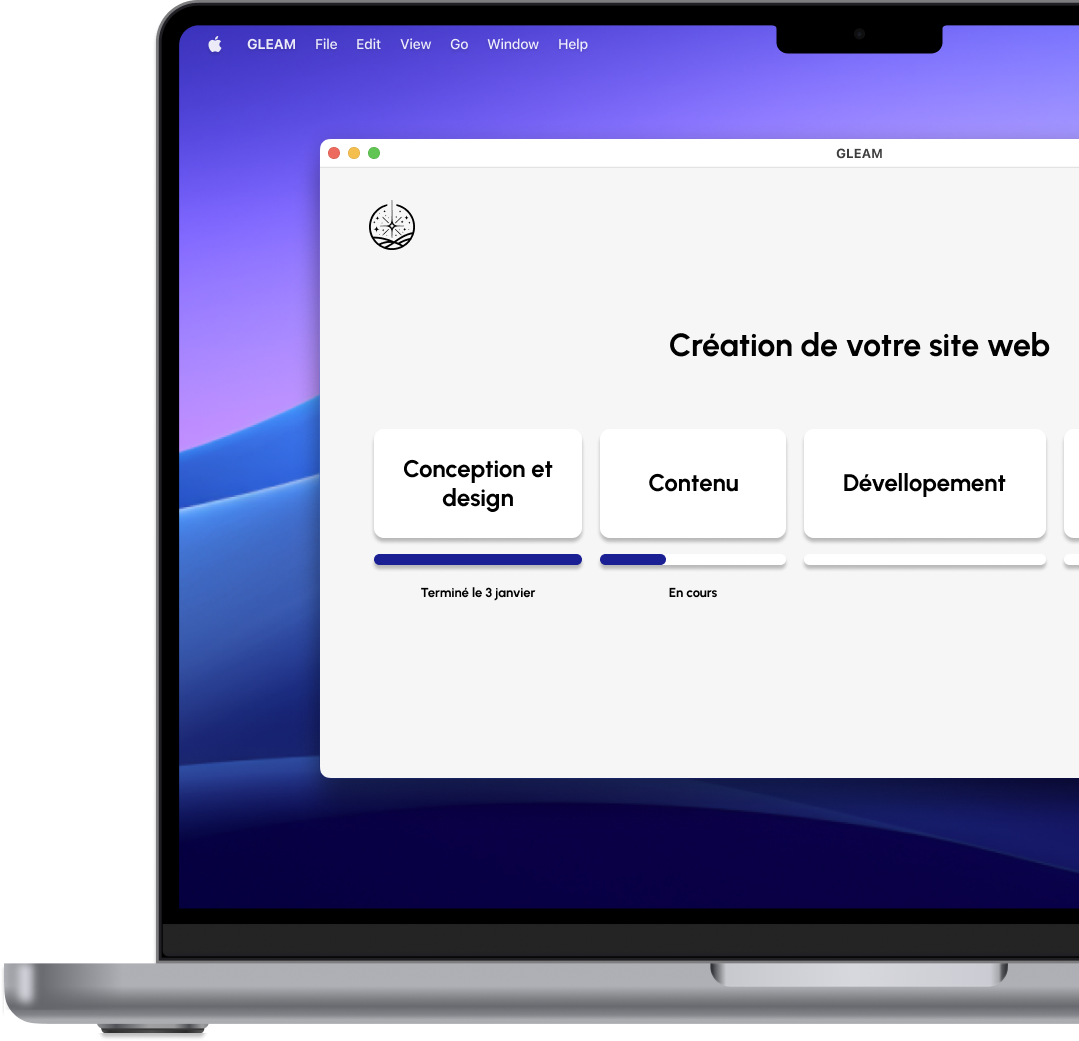 GLEAM File Edit View Go Window Help
GLEAM
Création de votre site web
Conception et
design
Contenu
Dévellopement
Terminé le 3 janvier
En cours